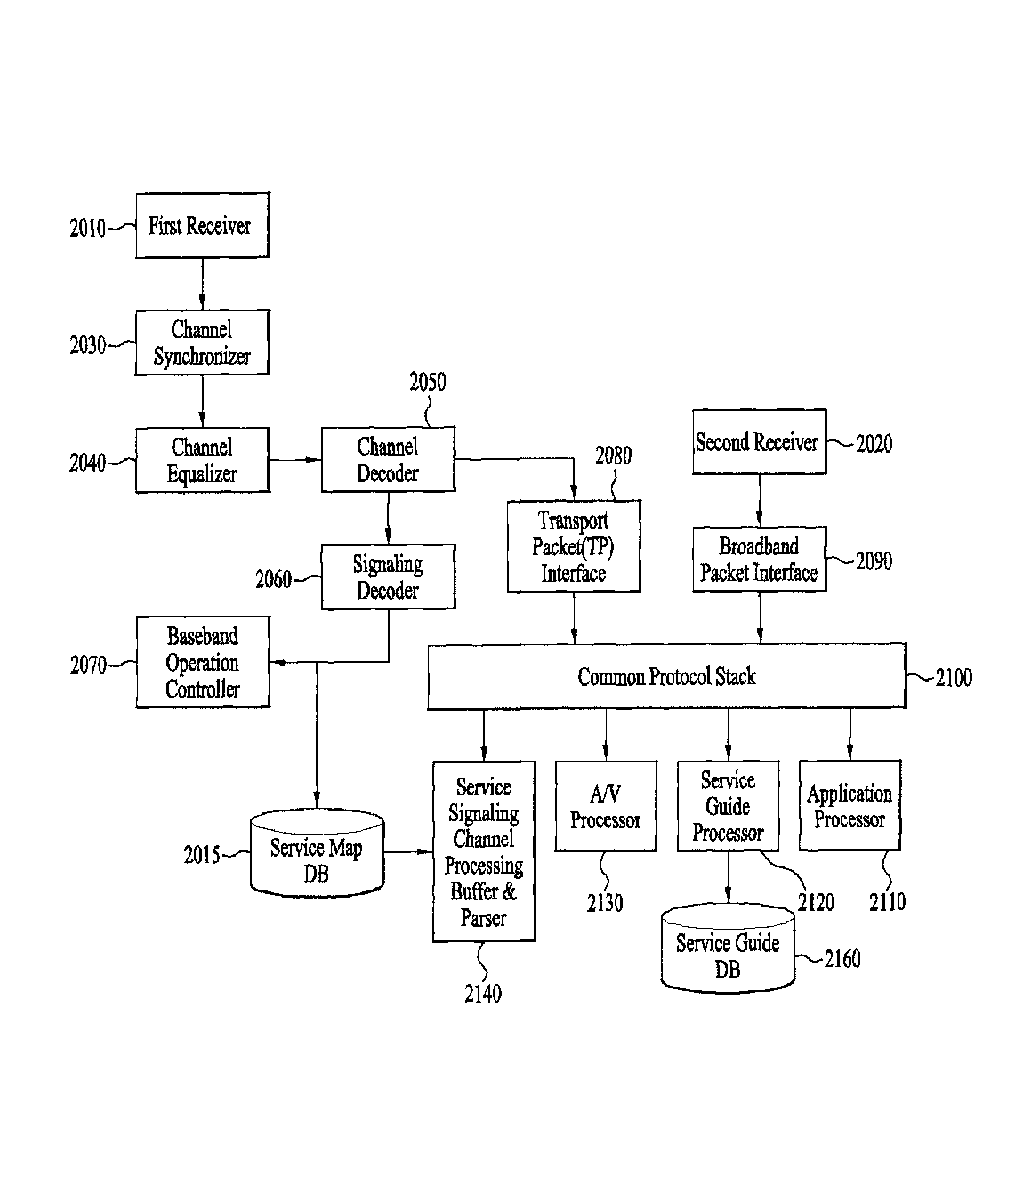 2010
First Receiver
2030
Channel
Synchronizer
2040
Channel
Equalizer
2050
Channel
Decoder
2060
Signaling
Decoder
2070
Baseband
Operation
Controller
2080
Transport
Packet(TP)
Interface
Second Receiver
2020
Broadband
Packet Interface
2090
Common Protocol Stack
2100
2015
Service Map
DB
Service
Signaling
Channel
Processing
Buffer &
Parser
2140
A/V
Processor
2130
Service
Guide
Processor
2120
Application
Processor
2110
Service Guide
DB
2160